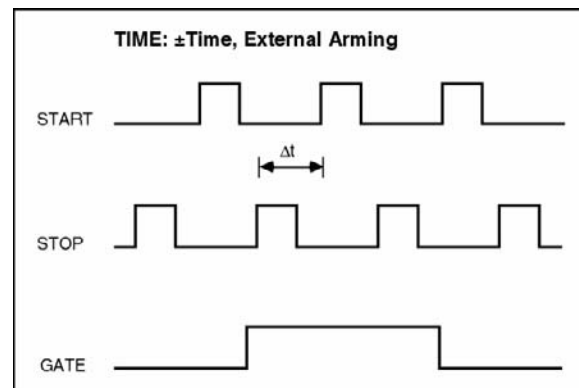 TIME: ±Time, External Arming
START
Δt
STOP
GATE